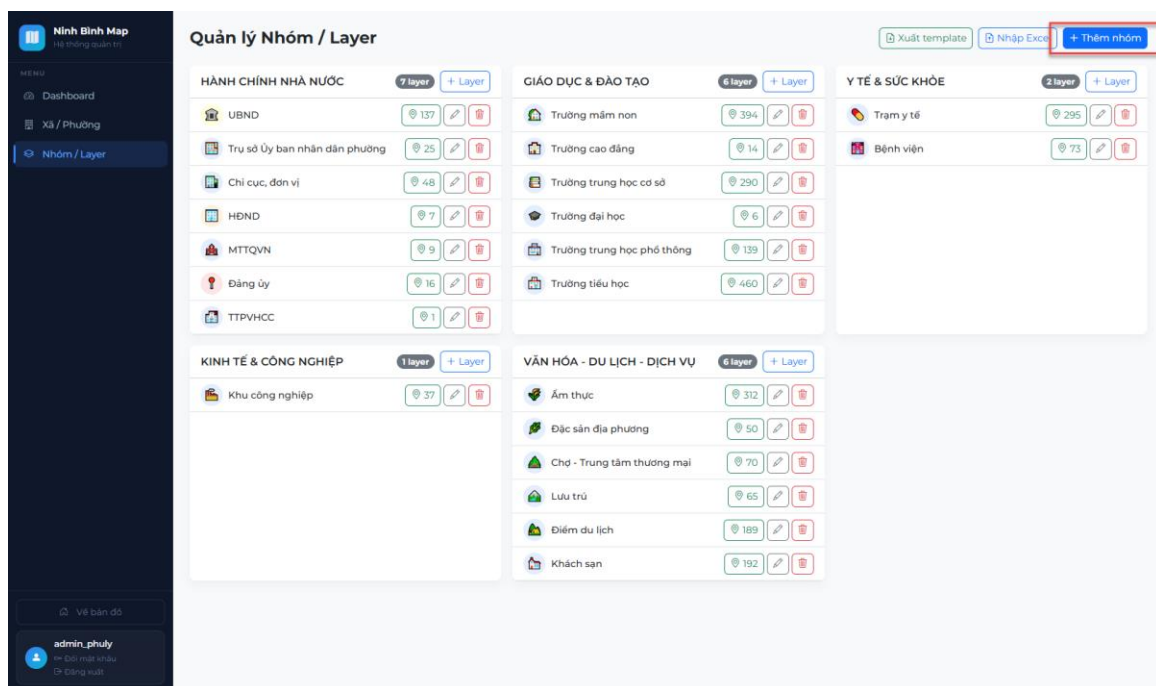 Ninh Bình Map
Hệ thống quản trị
MENU
Dashboard
Xã / Phường
Nhóm / Layer
Về bản đồ
admin_phuly
Đổi mật khẩu
Đăng xuất
Quản lý Nhóm / Layer
Xuất template
Nhập Excel
+ Thêm nhóm
HÀNH CHÍNH NHÀ NƯỚC 7 layer + Layer
UBND 137
Trụ sở Ủy ban nhân dân phường 25
Chi cục, đơn vị 48
HĐND 7
MTTQVN 9
Đảng ủy 16
TTPVHCC 1
GIÁO DỤC & ĐÀO TẠO 6 layer + Layer
Trường mầm non 394
Trường cao đẳng 14
Trường trung học cơ sở 290
Trường đại học 6
Trường trung học phổ thông 139
Trường tiểu học 460
Y TẾ & SỨC KHỎE 2 layer + Layer
Trạm y tế 295
Bệnh viện 73
KINH TẾ & CÔNG NGHIỆP 1 layer + Layer
Khu công nghiệp 37
VĂN HÓA - DU LỊCH - DỊCH VỤ 6 layer + Layer
Ẩm thực 312
Đặc sản địa phương 50
Chợ - Trung tâm thương mại 70
Lưu trú 65
Điểm du lịch 189
Khách sạn 192